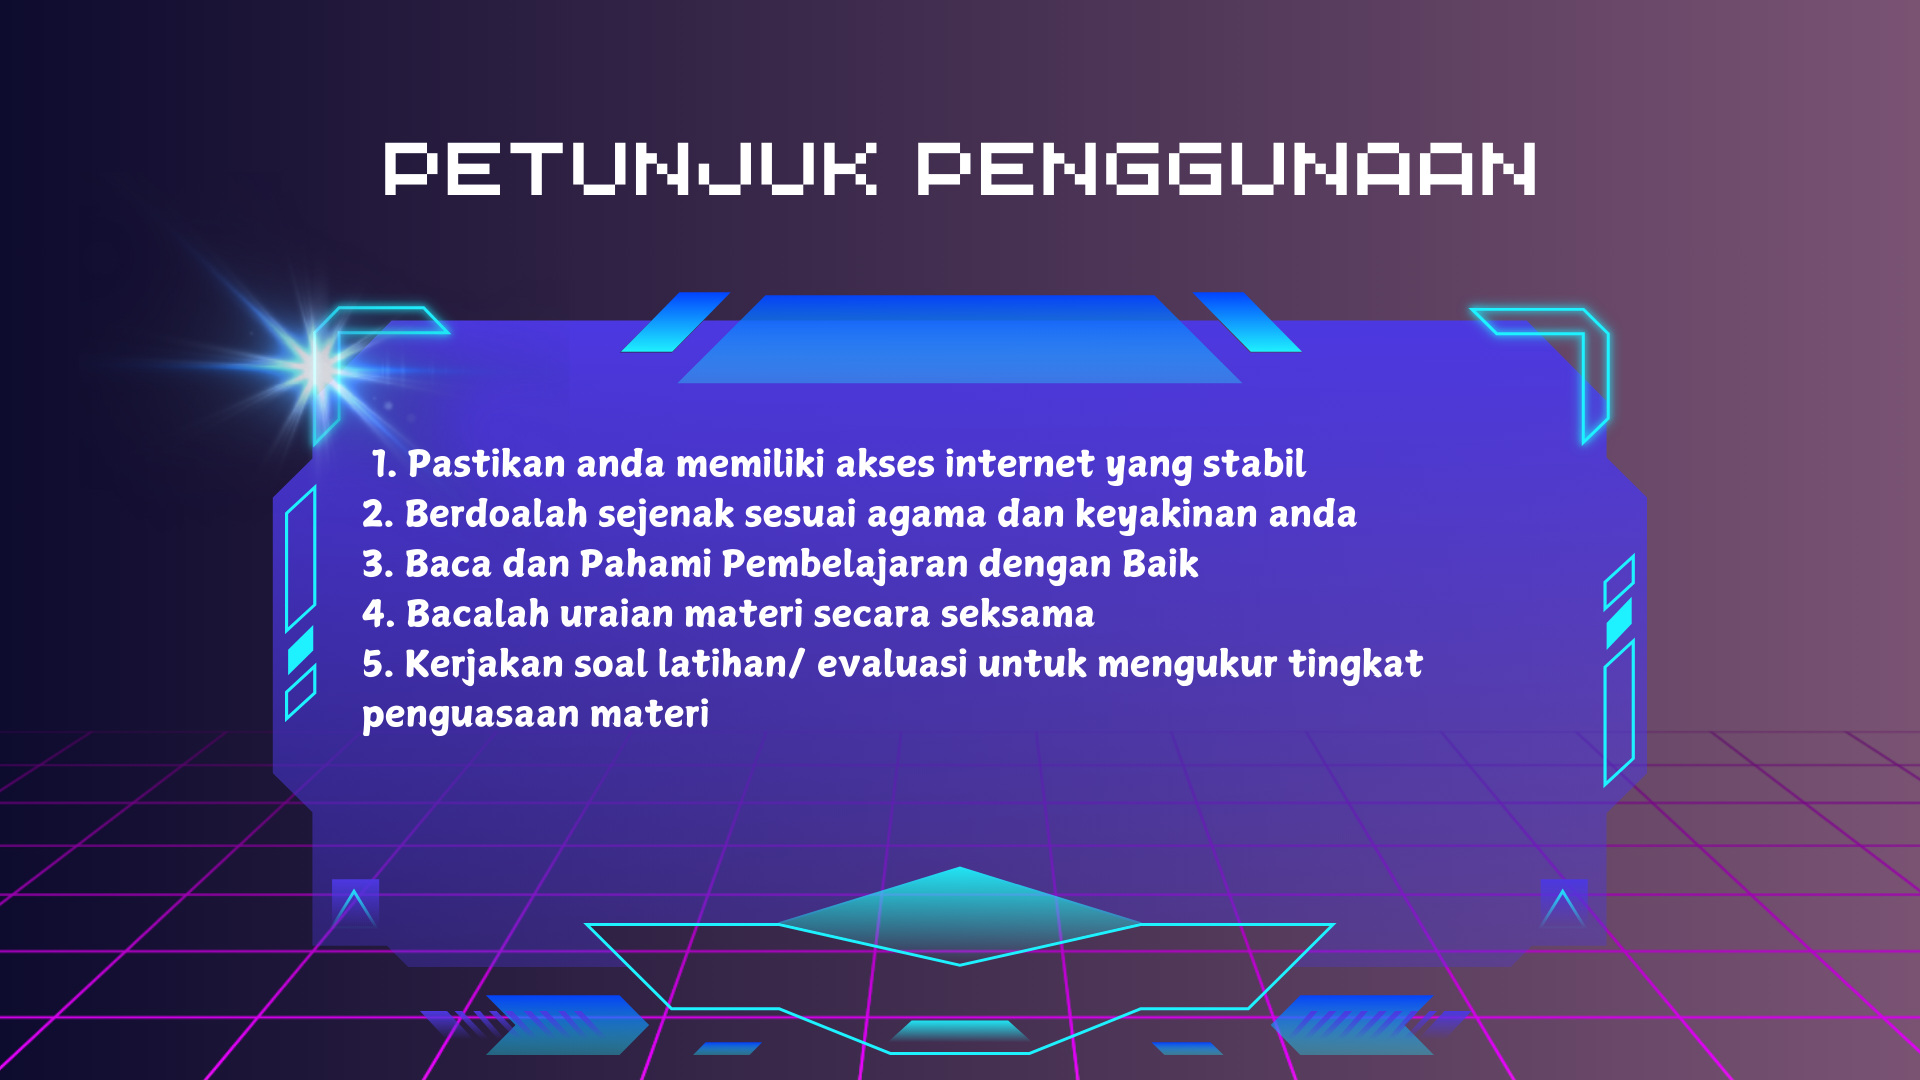 PETUNJUK PENGGUNAAN
1. Pastikan anda memiliki akses internet yang stabil
2. Berdoalah sejenak sesuai agama dan keyakinan anda
3. Baca dan Pahami Pembelajaran dengan Baik
4. Bacalah uraian materi secara seksama
5. Kerjakan soal latihan/ evaluasi untuk mengukur tingkat
penguasaan materi